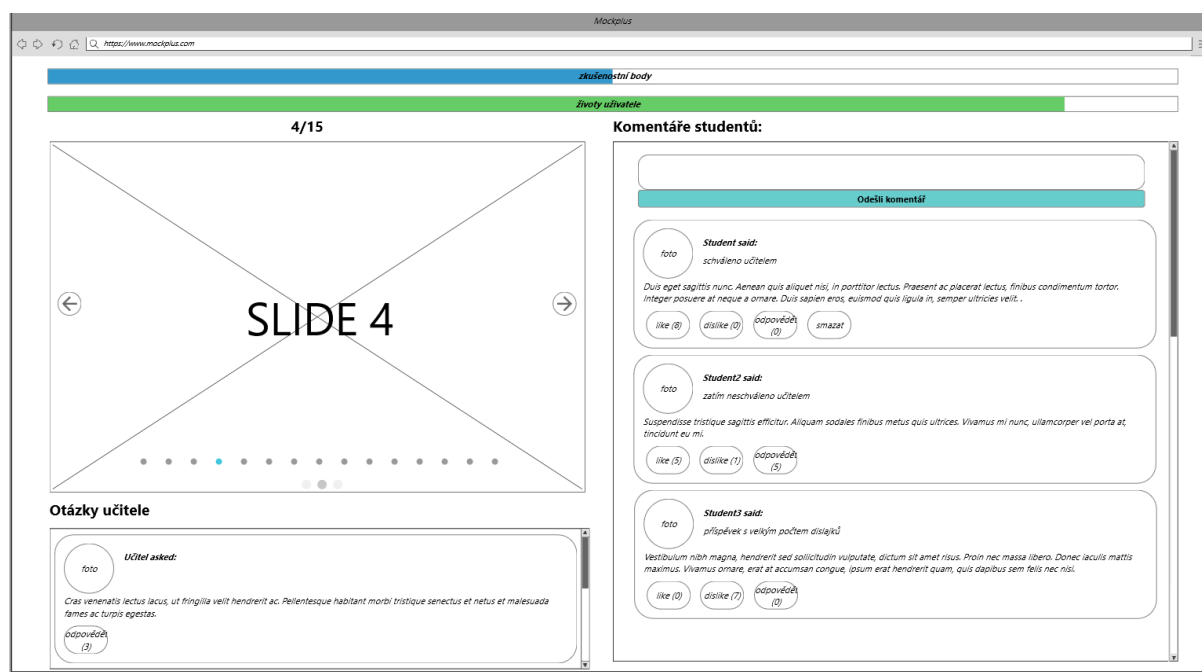 Mockplus
https://www.mockplus.com
zkušenostní body
životy uživatele
4/15
SLIDE 4
Otázky učitele
foto
Učitel asked:
Cras venenatis lectus lacus, ut fringilla velit hendrerit ac. Pellentesque habitant morbi tristique senectus et netus et malesuada
fames ac turpis egestas.
odpovědět
(3)
Komentáře studentů:
Odešli komentář
foto
Student said:
schváleno učitelem
Duis eget sagittis nunc. Aenean quis aliquet nisi, in porttitor lectus. Praesent ac placerat lectus, finibus condimentum tortor.
Integer posuere at neque a ornare. Duis sapien eros, euismod quis ligula in, semper ultricies velit. .
like (8)
dislike (0)
odpovědět
(0)
smazat
foto
Student2 said:
zatím neschváleno učitelem
Suspendisse tristique sagittis efficitur. Aliquam sodales finibus metus quis ultrices. Vivamus mi nunc, ullamcorper vel porta at,
tincidunt eu mi.
like (5)
dislike (1)
odpovědět
(5)
foto
Student3 said:
příspěvek s velkým počtem dislajků
Vestibulum nibh magna, hendrerit sed sollicitudin vulputate, dictum sit amet risus. Proin nec massa libero. Donec iaculis mattis
maximus. Vivamus ornare, erat at accumsan congue, ipsum erat hendrerit quam, quis dapibus sem felis nec nisi.
like (0)
dislike (7)
odpovědět
(0)